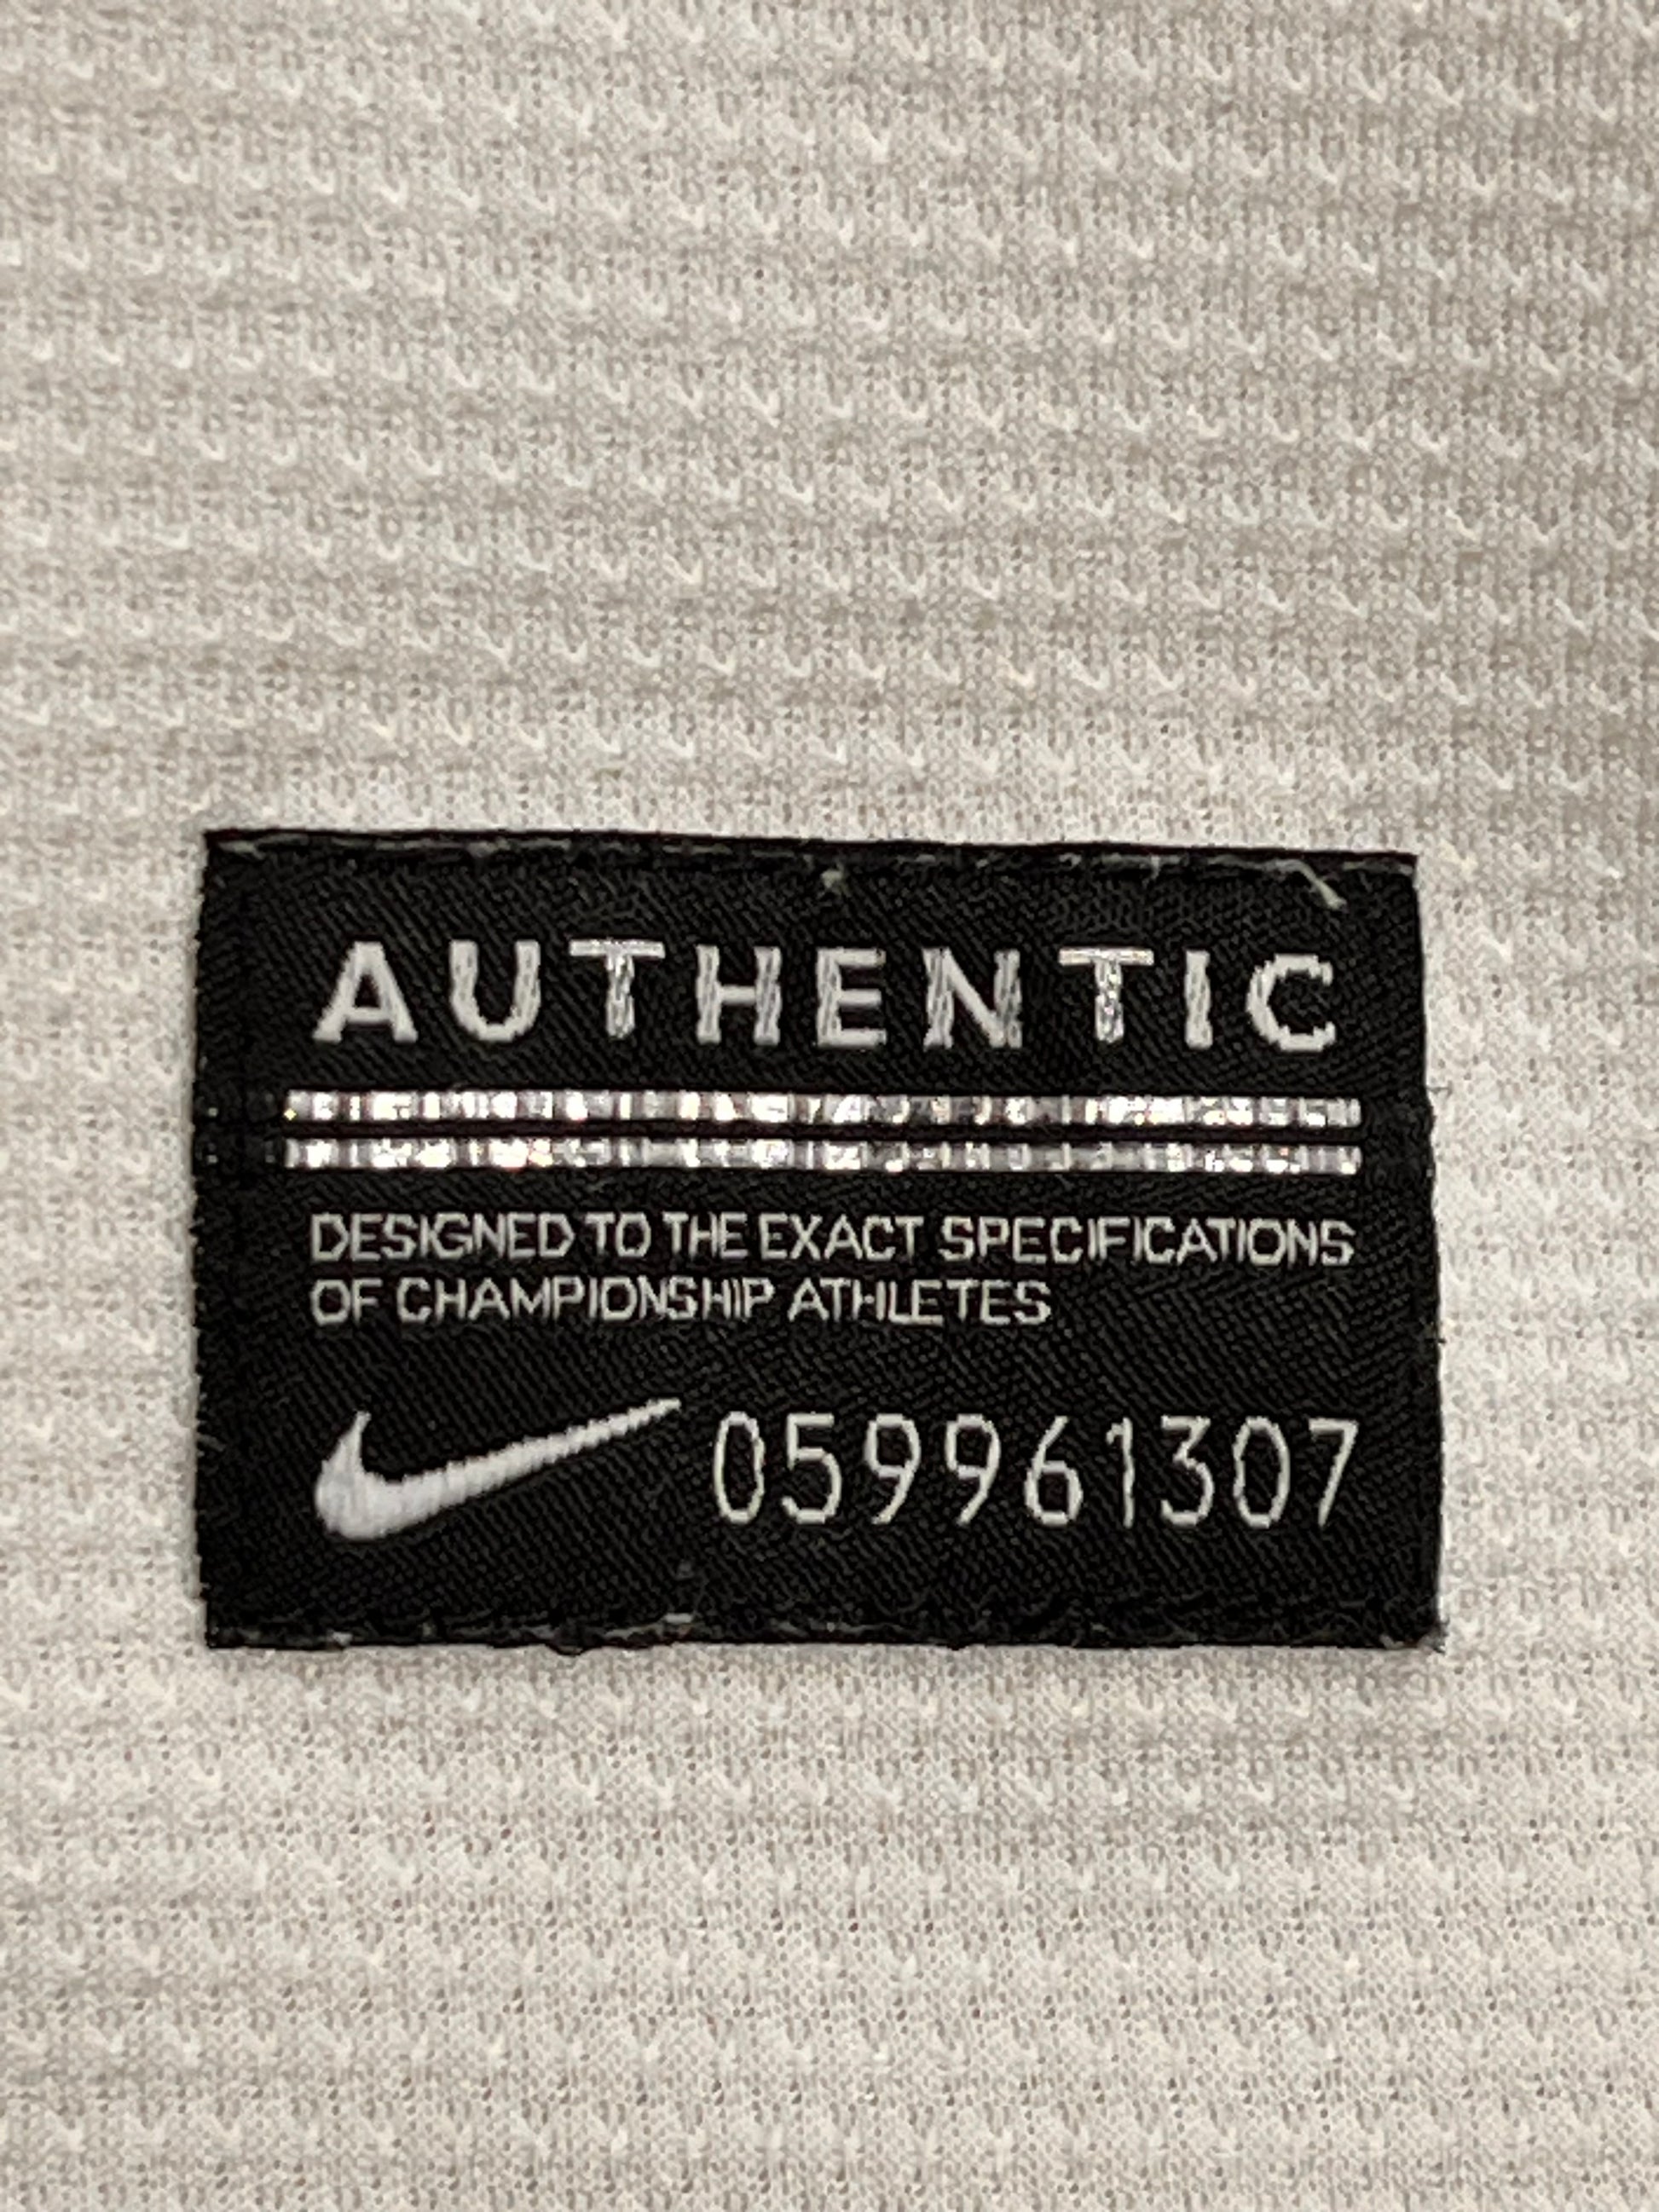 AUTHENTIC
DESIGNED TO THE EXACT SPECIFICATIONS
OF CHAMPIONSHIP ATHLETES
059961307